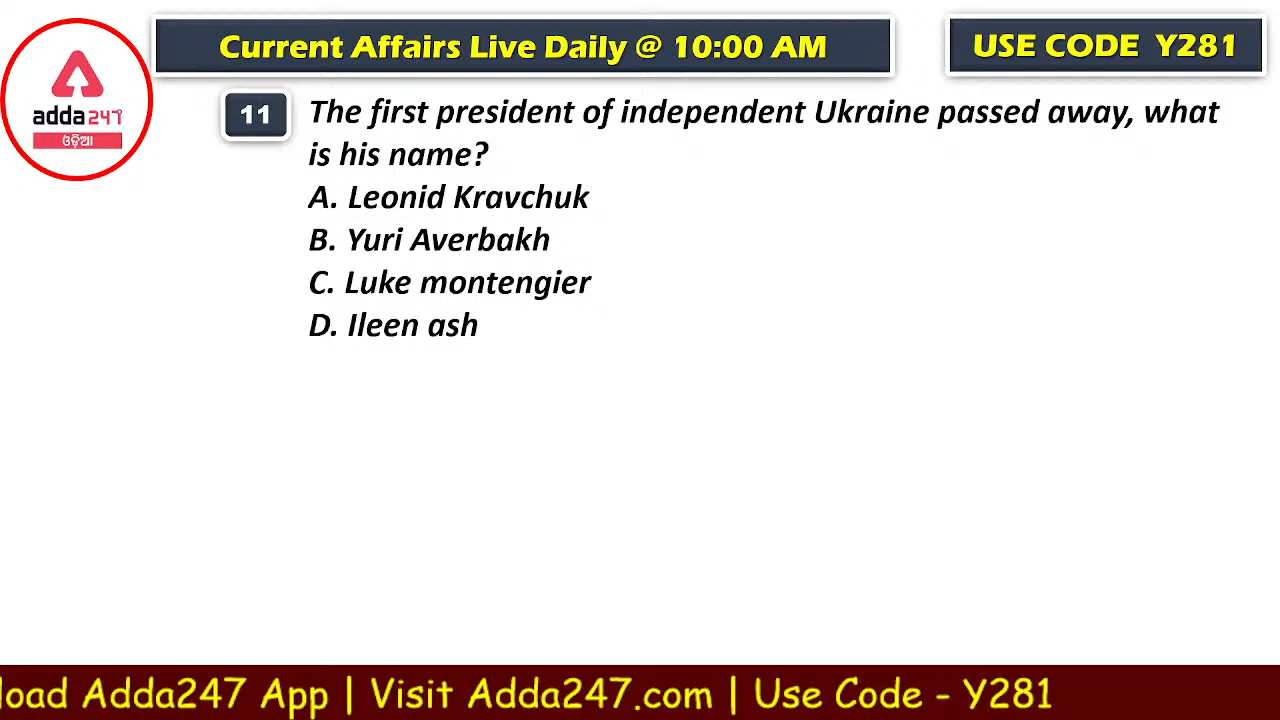 Current Affairs Live Daily @ 10:00 AM
USE CODE Y281
adda247
ଓଡ଼ିଆ
11 The first president of independent Ukraine passed away, what
is his name?
A. Leonid Kravchuk
B. Yuri Averbakh
C. Luke montengier
D. Ileen ash
load Adda247 App | Visit Adda247.com | Use Code - Y281